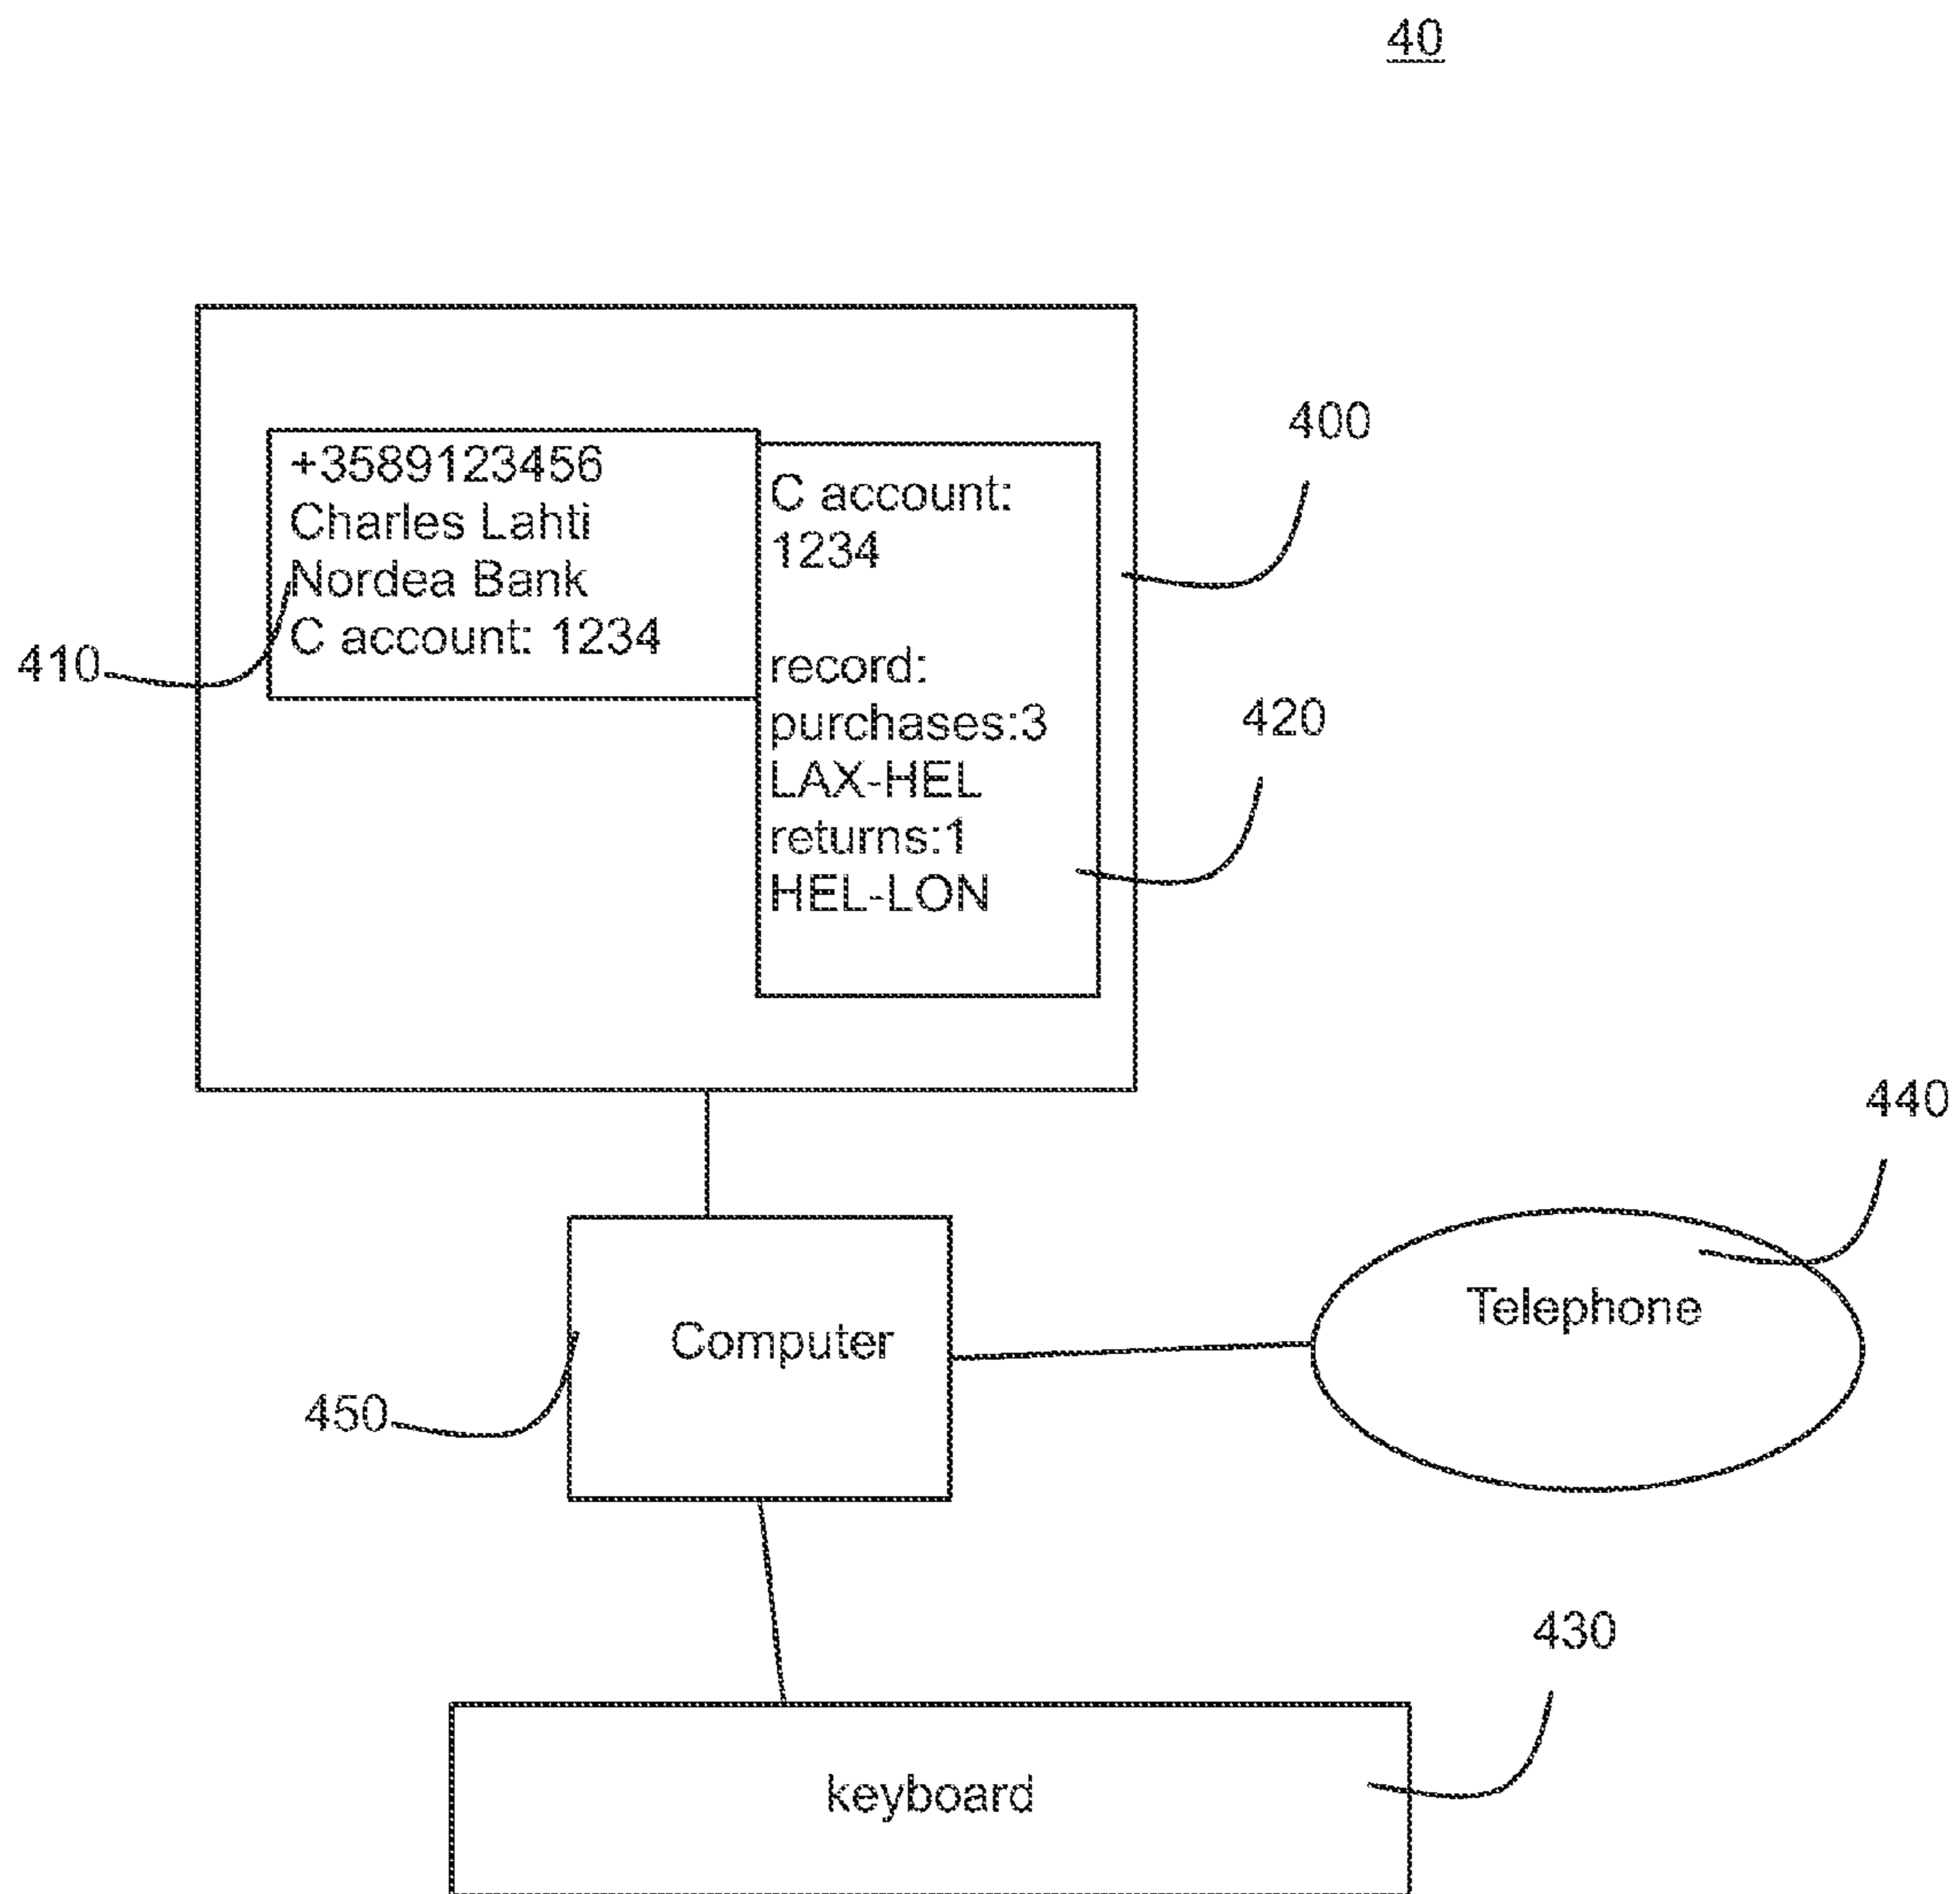 40
+3589123456
Charles Lahti
Nordea Bank
C account: 1234
C account:
1234
record:
purchases:3
LAX-HEL
returns:1
HEL-LON
400
410
420
440
Telephone
Computer
450
430
keyboard